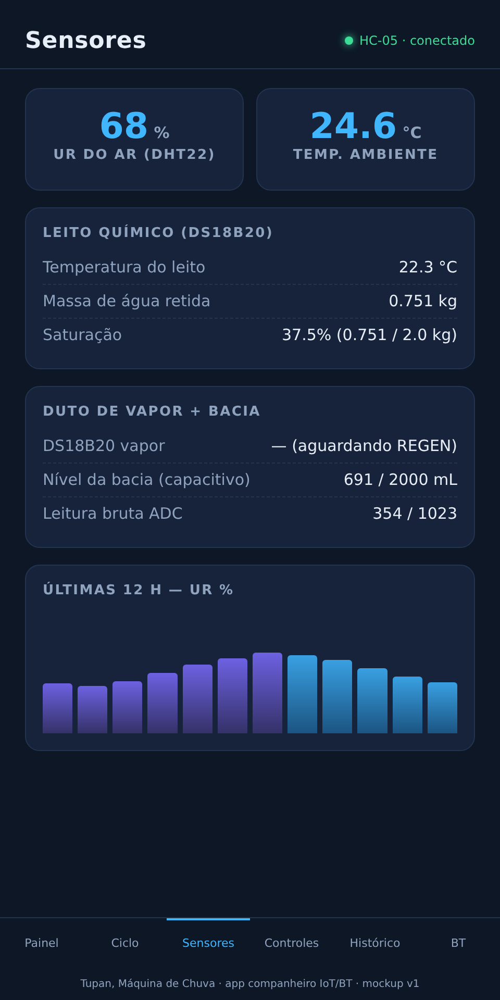 Sensores
HC-05 · conectado
68 %
UR DO AR (DHT22)
24.6 °C
TEMP. AMBIENTE
LEITO QUÍMICO (DS18B20)
Temperatura do leito 22.3 °C
Massa de água retida 0.751 kg
Saturação 37.5% (0.751 / 2.0 kg)
DUTO DE VAPOR + BACIA
DS18B20 vapor — (aguardando REGEN)
Nível da bacia (capacitivo) 691 / 2000 mL
Leitura bruta ADC 354 / 1023
ÚLTIMAS 12 H — UR %
Painel Ciclo Sensores Controles Histórico BT
Tupan, Máquina de Chuva · app companheiro IoT/BT · mockup v1